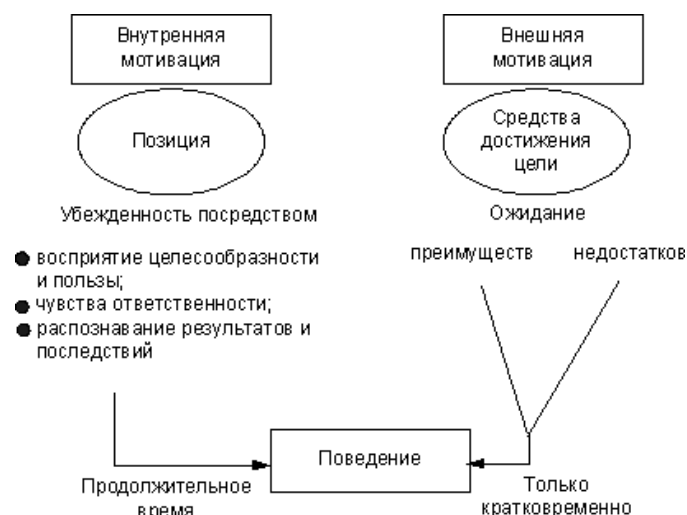 Внутренняя
мотивация
Позиция
Убежденность посредством
восприятие целесообразности
и пользы;
чувства ответственности;
распознавание результатов и
последствий
Продолжительное
время
Внешняя
мотивация
Средства
достижения
цели
Ожидание
преимуществ
недостатков
Только
кратковременно
Поведение